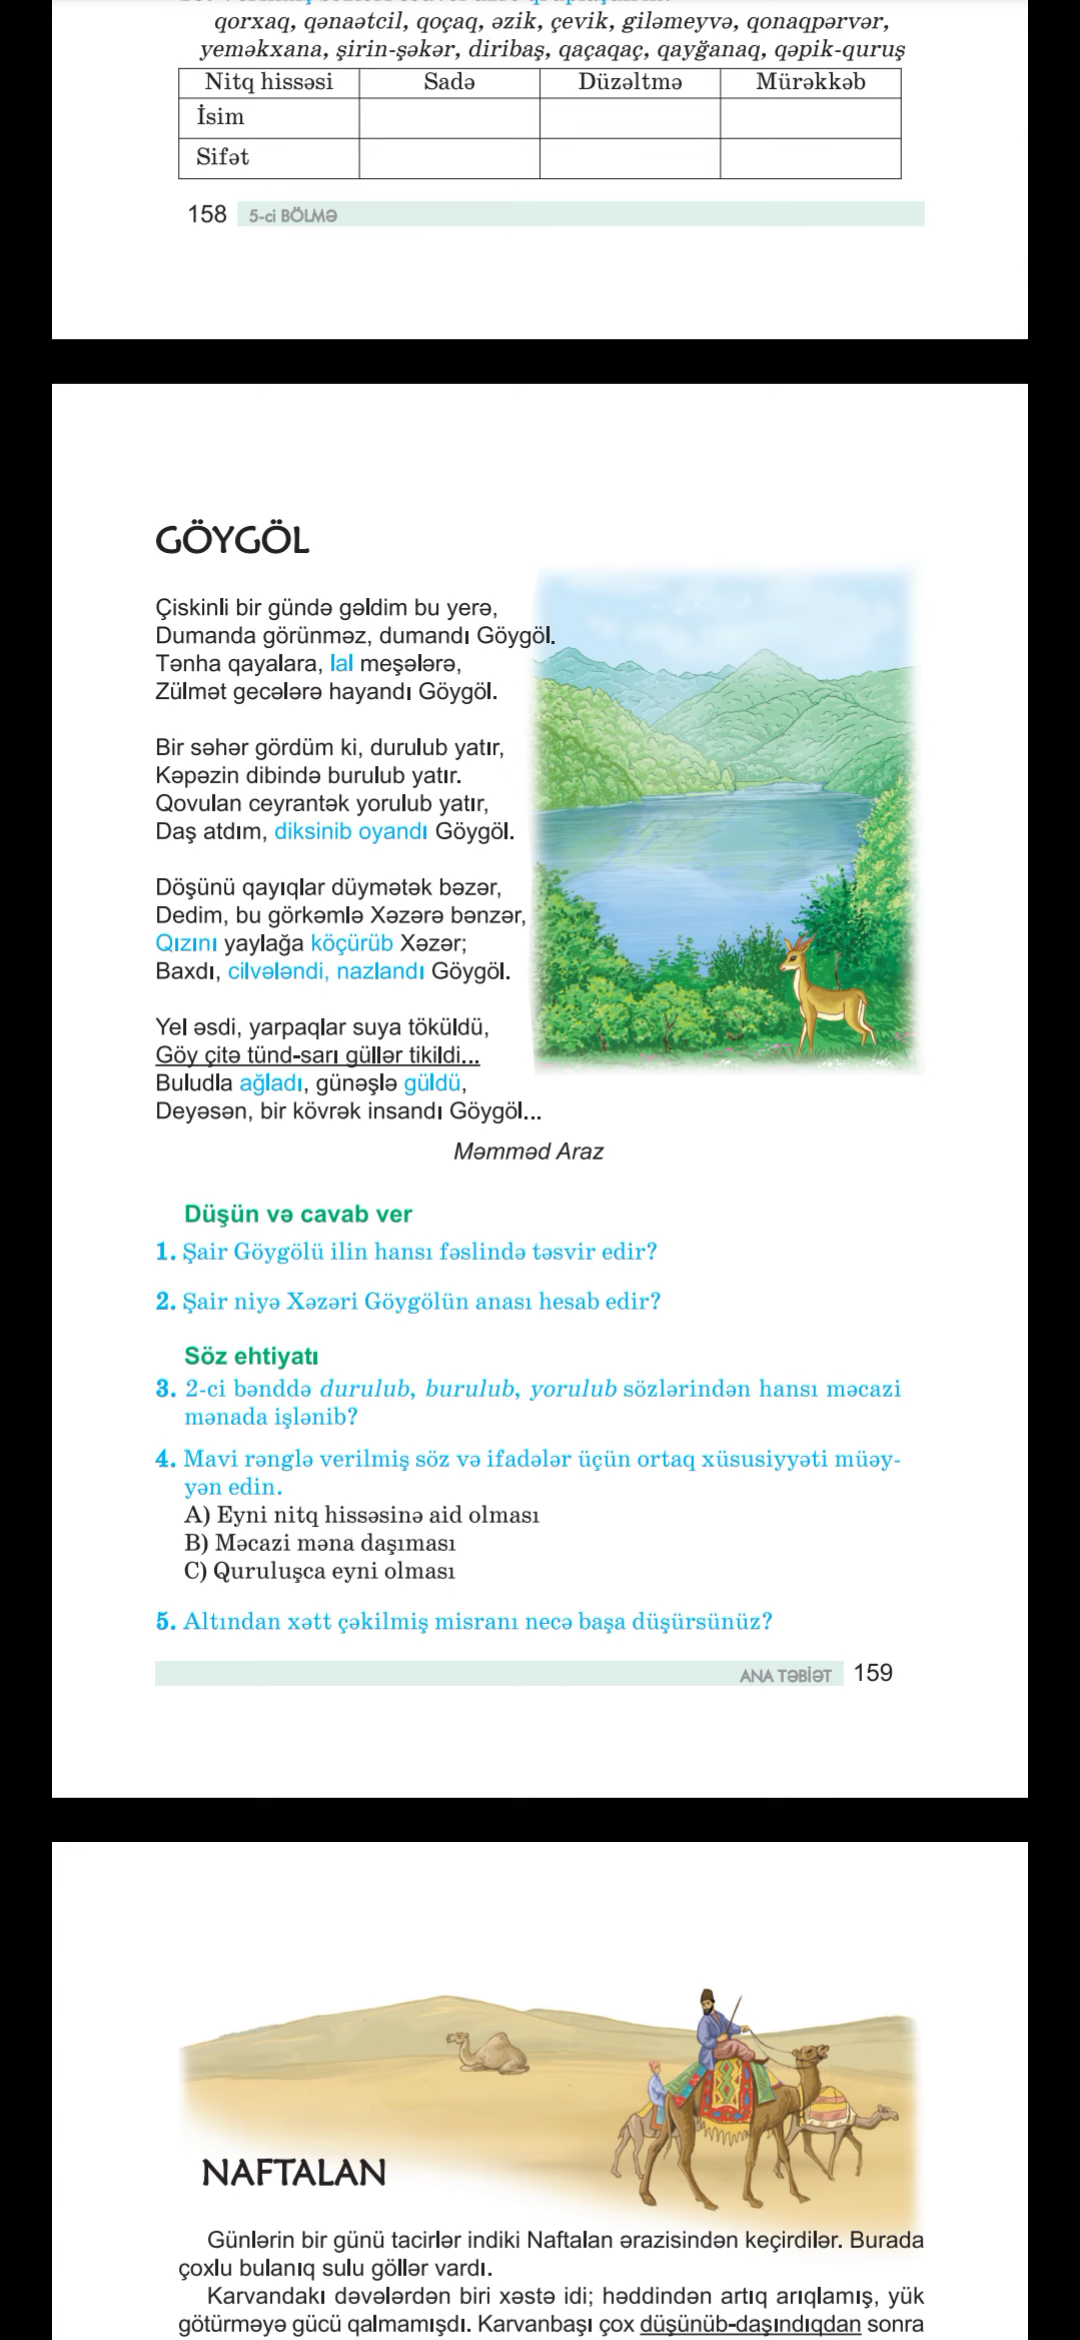 qorxaq, qənaətcil, qoçaq, əzik, çevik, giləmeyvə, qonaqpərvər,
yeməkxana, şirin-şəkər, diribaş, qaçaqaç, qayğanaq, qəpik-quruş
Nitq hissəsi Sadə Düzəltmə Mürəkkəb
İsim
Sifət
158 5-ci BÖLMƏ
GÖYGÖL
Çiskinli bir gündə gəldim bu yerə,
Dumanda görünməz, dumandı Göygöl.
Tənha qayalara, lal meşələrə,
Zülmət gecələrə hayandı Göygöl.
Bir səhər gördüm ki, durulub yatır,
Kəpəzin dibində burulub yatır.
Qovulan ceyrantək yorulub yatır,
Daş atdım, diksinib oyandı Göygöl.
Döşünü qayıqlar düymətək bəzər,
Dedim, bu görkəmlə Xəzərə bənzər,
Qızını yaylağa köçürüb Xəzər;
Baxdı, cilvələndi, nazlandı Göygöl.
Yel əsdi, yarpaqlar suya töküldü,
Göy çitə tünd-sarı güllər tikildi...
Buludla ağladı, günəşlə güldü,
Deyəsən, bir kövrək insandı Göygöl...
Məmməd Araz
Düşün və cavab ver
1. Şair Göygölü ilin hansı fəslində təsvir edir?
2. Şair niyə Xəzəri Göygölün anası hesab edir?
Söz ehtiyatı
3. 2-ci bənddə durulub, burulub, yorulub sözlərindən hansı məcazi
mənada işlənib?
4. Mavi rənglə verilmiş söz və ifadələr üçün ortaq xüsusiyyəti müəy-
yən edin.
A) Eyni nitq hissəsinə aid olması
B) Məcazi məna daşıması
C) Quruluşca eyni olması
5. Altından xətt çəkilmiş misranı necə başa düşürsünüz?
ANA TƏBİƏT 159
NAFTALAN
Günlərin bir günü tacirlər indiki Naftalan ərazisindən keçirdilər. Burada
çoxlu bulanıq sulu göllər vardı.
Karvandakı dəvələrdən biri xəstə idi; həddindən artıq arıqlamış, yük
götürməyə gücü qalmamışdı. Karvanbaşı çox düşünüb-daşındıqdan sonra